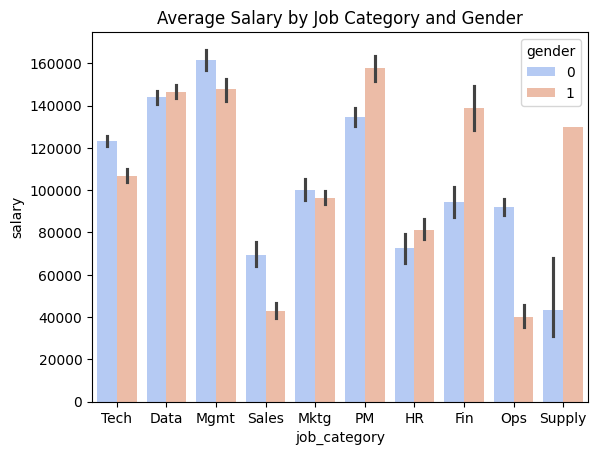 Average Salary by Job Category and Gender
gender
0
1
salary
160000
140000
120000
100000
80000
60000
40000
20000
0
Tech Data Mgmt Sales Mktg PM HR Fin Ops Supply
job_category